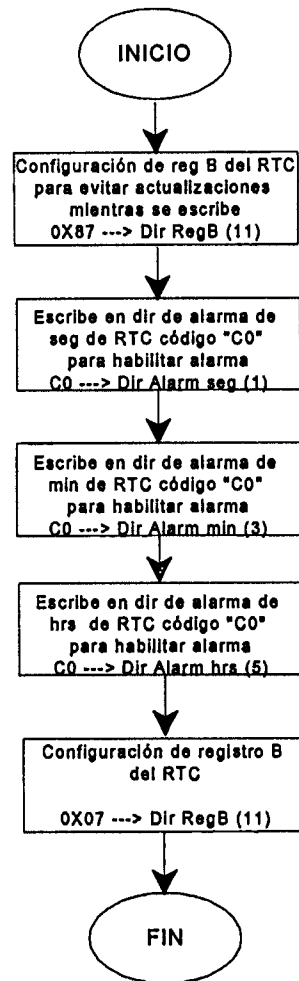 INICIO
Configuración de reg B del RTC
para evitar actualizaciones
mientras se escribe
0X87 ---> Dir RegB (11)
Escribe en dir de alarma de
seg de RTC código "C0"
para habilitar alarma
C0 ---> Dir Alarm seg (1)
Escribe en dir de alarma de
min de RTC código "C0"
para habilitar alarma
C0 ---> Dir Alarm min (3)
Escribe en dir de alarma de
hrs de RTC código "C0"
para habilitar alarma
C0 ---> Dir Alarm hrs (5)
Configuración de registro B
del RTC
0X07 ---> Dir RegB (11)
FIN